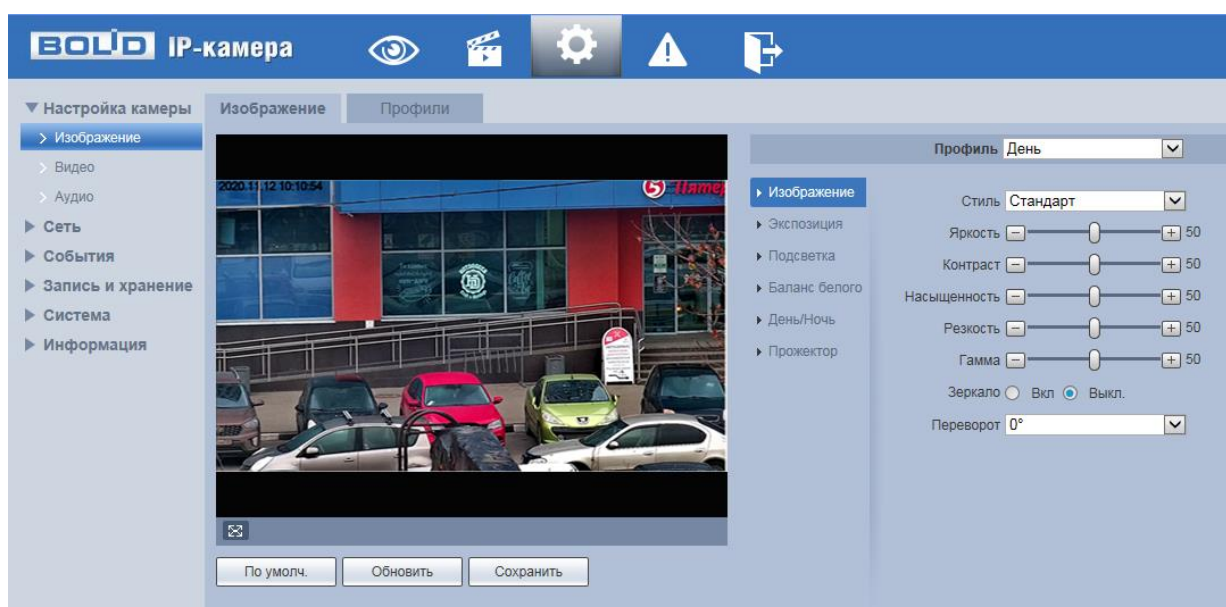 BOLID IP-камера
Настройка камеры
Изображение
Видео
Аудио
Сеть
События
Запись и хранение
Система
Информация
Изображение Профили
2020.11.12 10:10:54
5
По умолч. Обновить Сохранить
Профиль День
Изображение
Экспозиция
Подсветка
Баланс белого
День/Ночь
Прожектор
Стиль Стандарт
Яркость - + 50
Контраст - + 50
Насыщенность - + 50
Резкость - + 50
Гамма - + 50
Зеркало Вкл Выкл.
Переворот 0°